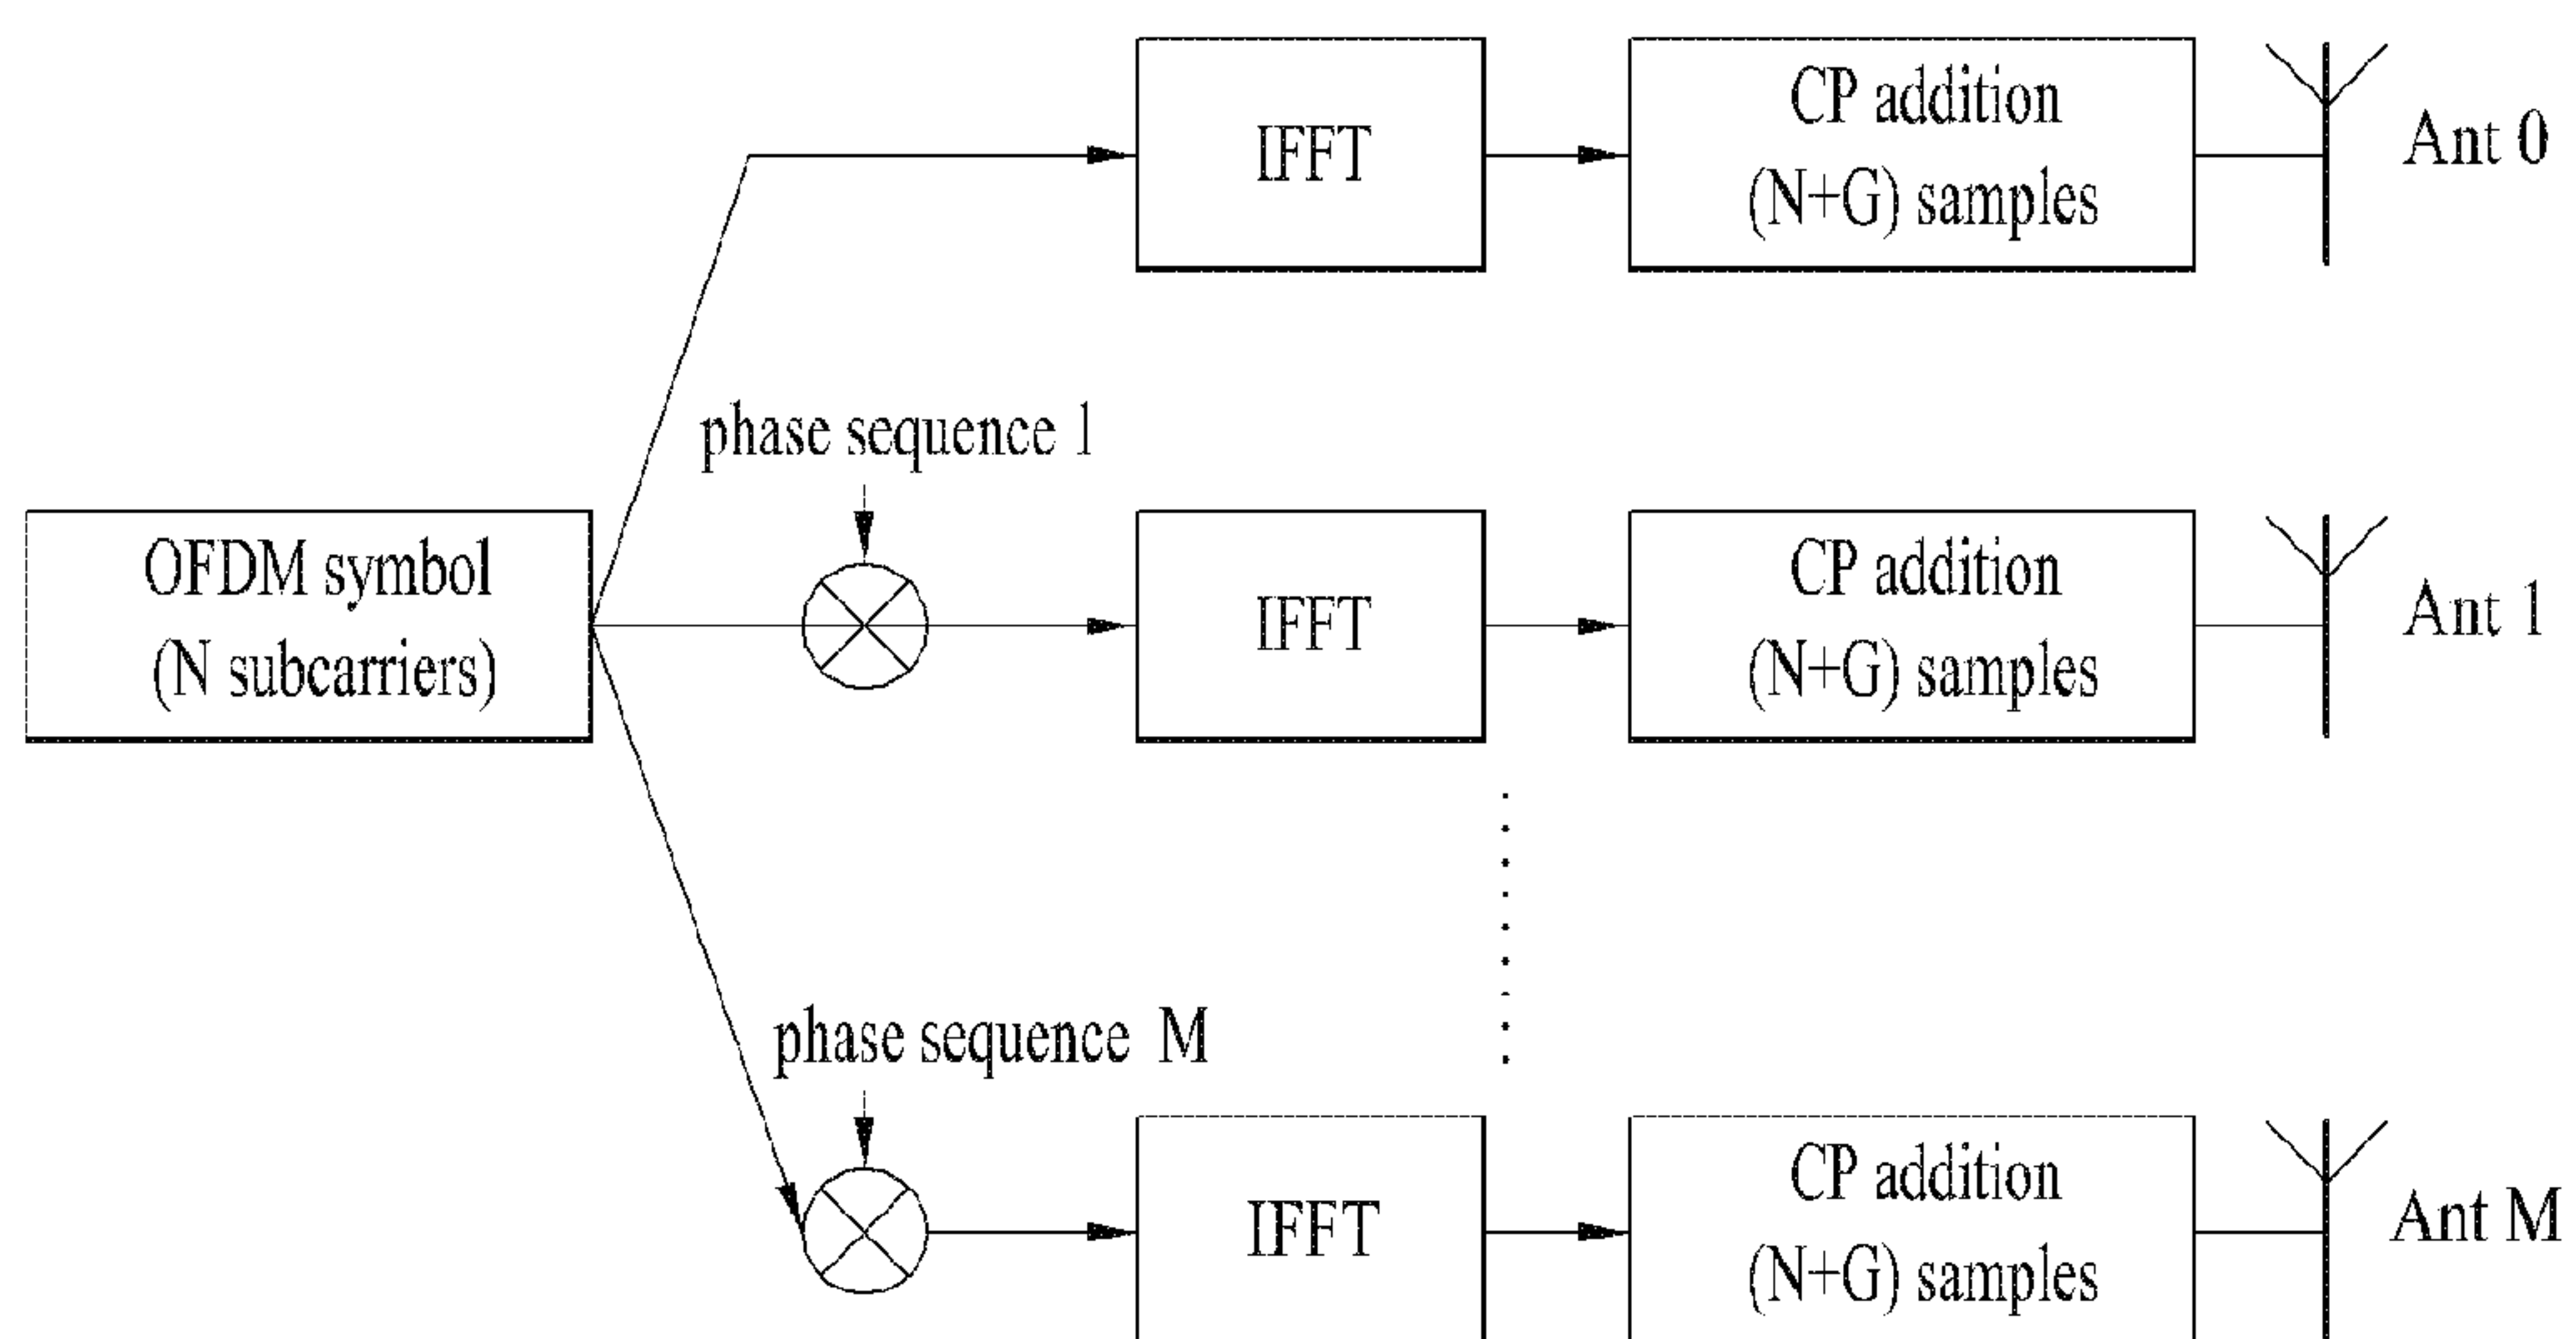 IFFT
CP addition
(N+G) samples
Ant 0
phase sequence 1
OFDM symbol
(N subcarriers)
IFFT
CP addition
(N+G) samples
Ant 1
phase sequence M
IFFT
CP addition
(N+G) samples
Ant M